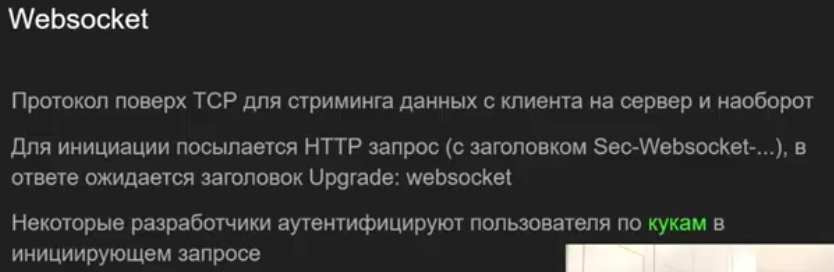 Websocket
Протокол поверх TCP для стриминга данных с клиента на сервер и наоборот
Для инициации посылается HTTP запрос (с заголовком Sec-Websocket-...), в
ответе ожидается заголовок Upgrade: websocket
Некоторые разработчики аутентифицируют пользователя по кукам в
инициирующем запросе